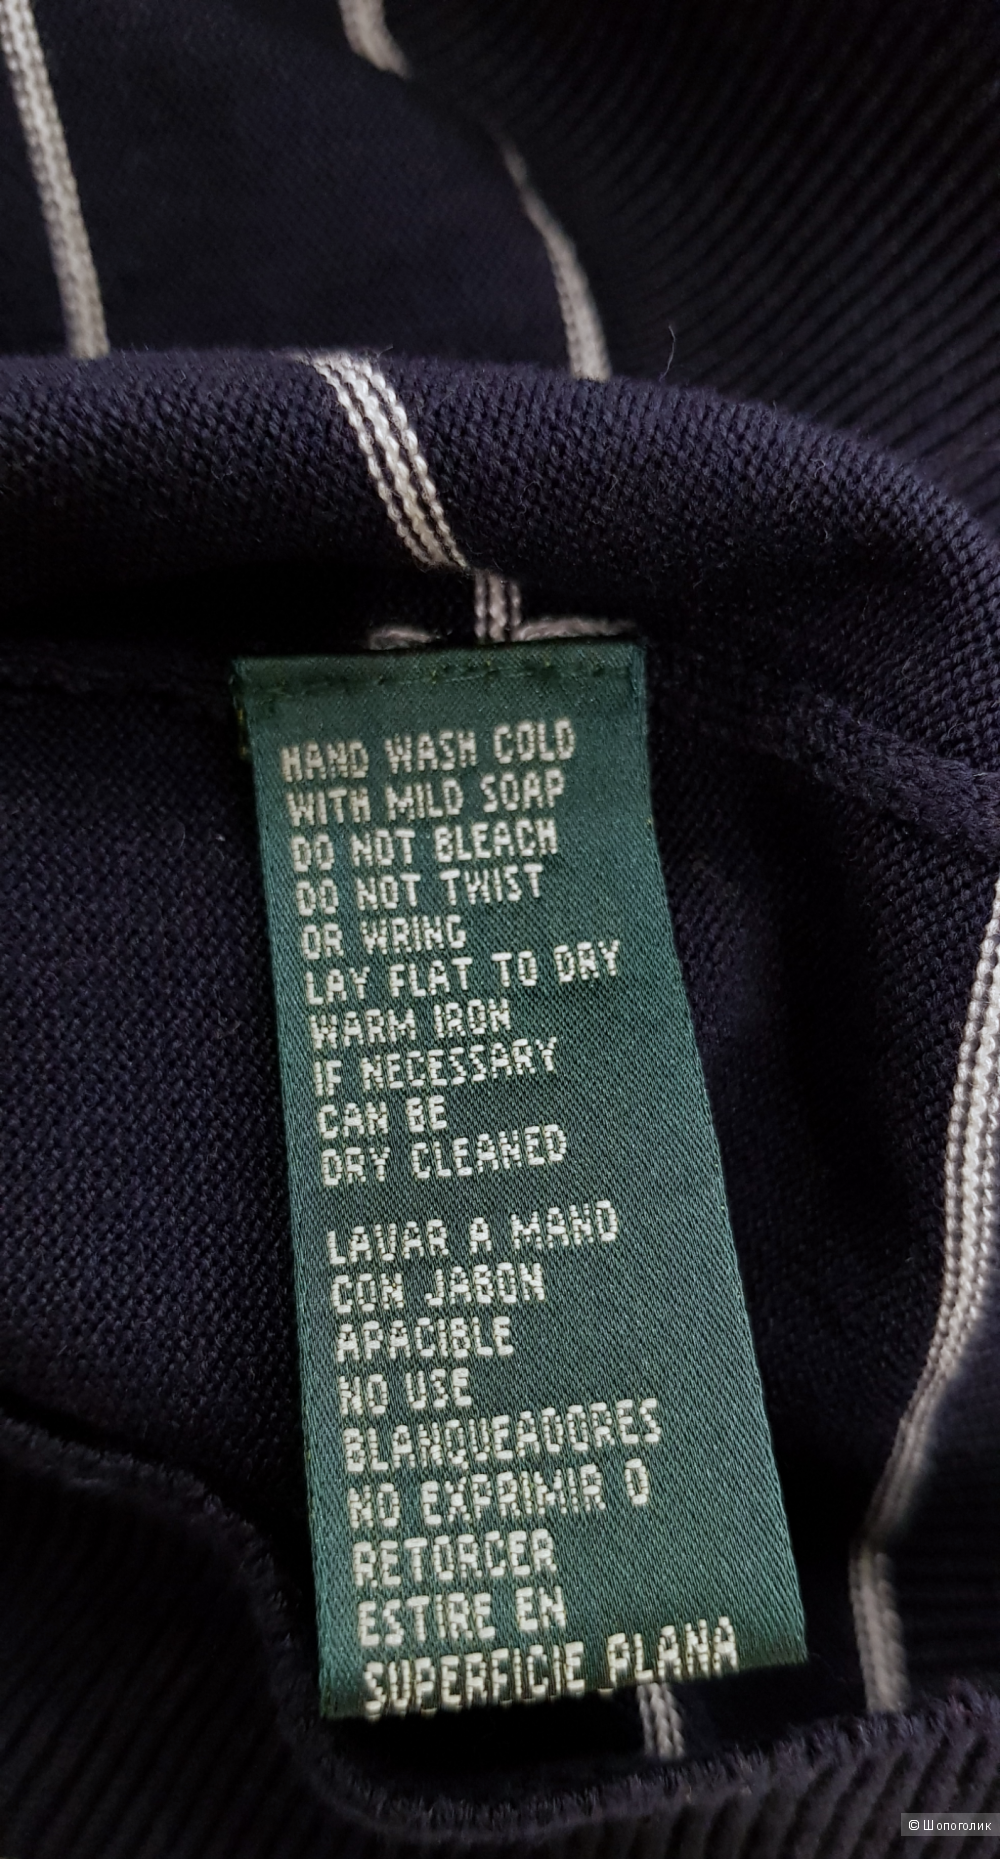 HAND WASH COLD
WITH MILD SOAP
DO NOT BLEACH
DO NOT TWIST
OR WRING
LAY FLAT TO DRY
WARM IRON
IF NECESSARY
CAN BE
DRY CLEANED
LAVAR A MANO
CON JABON
APACIBLE
NO USE
BLANQUEADORES
NO EXPRIMIR O
RETORCER
ESTIRE EN
SUPERFICIE PLANA
© Шопоголик